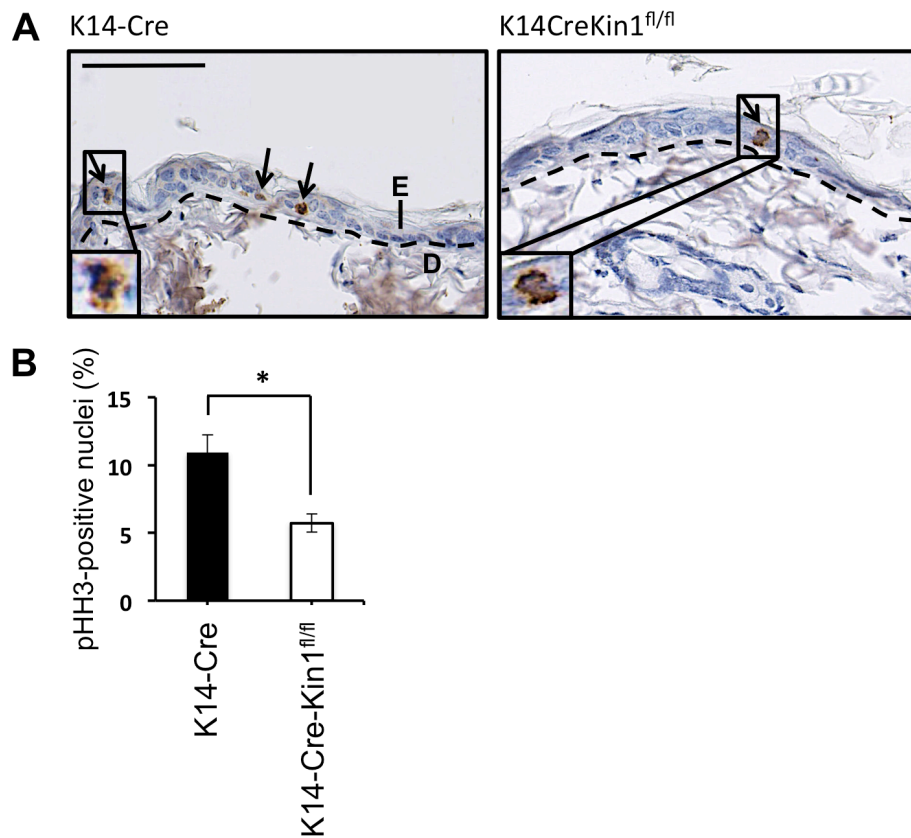 A
K14-Cre
K14CreKin1fl/fl
E
D
B
pHH3-positive nuclei (%)
15
10
5
0
*
K14-Cre
K14-Cre-Kin1fl/fl